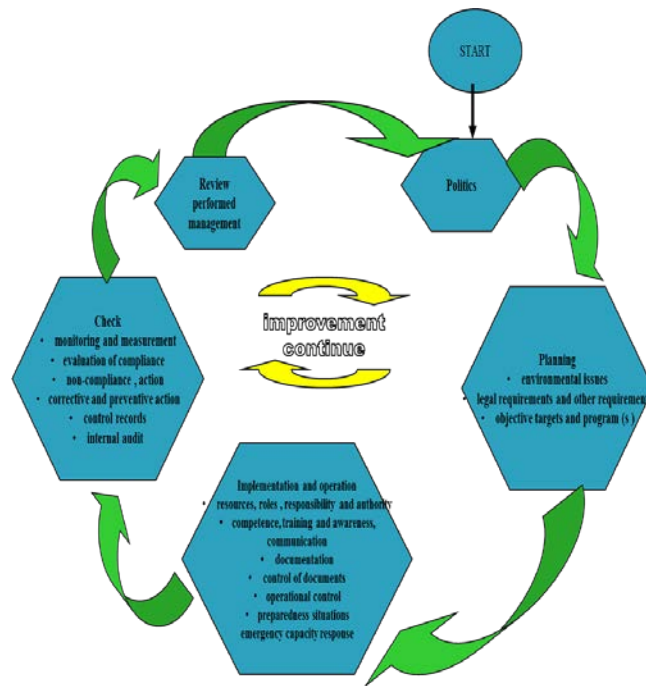 START
Politics
Review
performed
management
improvement
continue
Check
• monitoring and measurement
• evaluation of compliance
• non-compliance , action
• corrective and preventive action
• control records
• internal audit
Planning
• environmental issues
• legal requirements and other requiremen
• objective targets and program (s )
Implementation and operation
• resources, roles , responsibility and authority
• competence, training and awareness,
communication
• documentation
• control of documents
• operational control
• preparedness situations
emergency capacity response